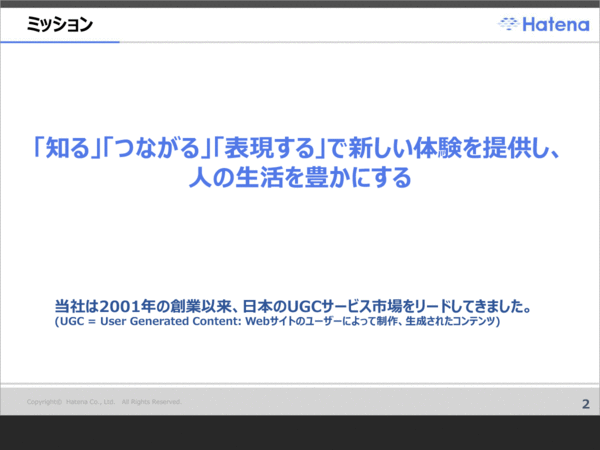 ミッション
Hatena
「知る」「つながる」「表現する」で新しい体験を提供し、
人の生活を豊かにする
当社は2001年の創業以来、日本のUGCサービス市場をリードしてきました。
(UGC = User Generated Content: Webサイトのユーザーによって制作、生成されたコンテンツ)
Copyright© Hatena Co., Ltd. All Rights Reserved.
2